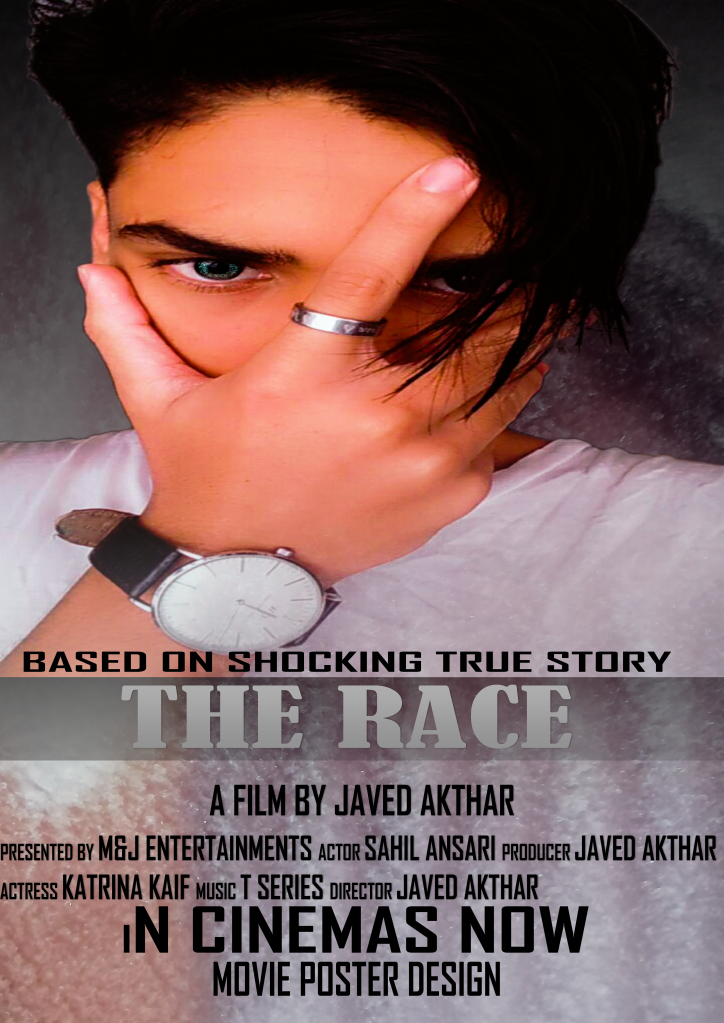 BASED ON SHOCKING TRUE STORY
THE RACE
A FILM BY JAVED AKTHAR
PRESENTED BY M&J ENTERTAINMENTS ACTOR SAHIL ANSARI PRODUCER JAVED AKTHAR
ACTRESS KATRINA KAIF MUSIC T SERIES DIRECTOR JAVED AKTHAR
iN CINEMAS NOW
MOVIE POSTER DESIGN